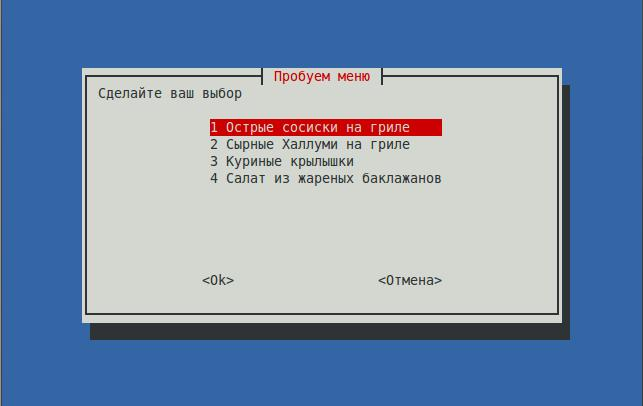 Пробуем меню
Сделайте ваш выбор
1 Острые сосиски на гриле
2 Сырные Халлуми на гриле
3 Куриные крылышки
4 Салат из жареных баклажанов
<Ok> <Отмена>